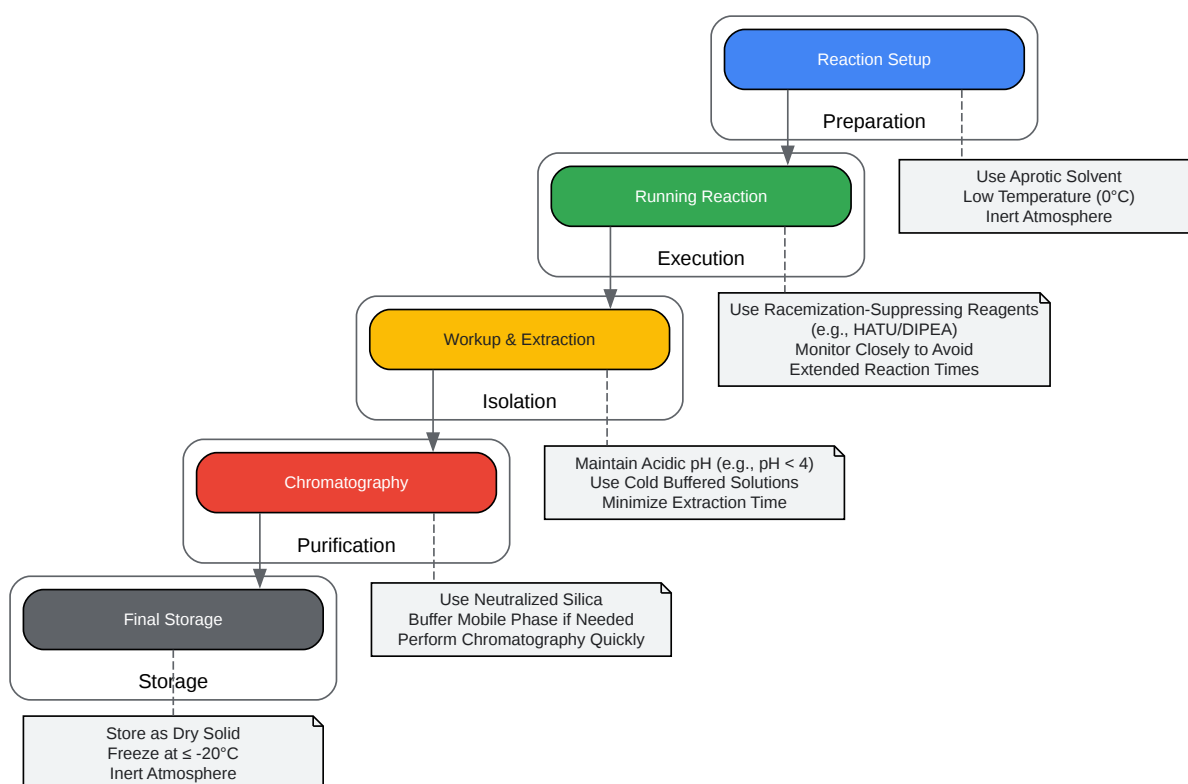 Reaction Setup
Preparation
Use Aprotic Solvent
Low Temperature (0°C)
Inert Atmosphere
Running Reaction
Execution
Use Racemization-Suppressing Reagents
(e.g., HATU/DIPEA)
Monitor Closely to Avoid
Extended Reaction Times
Workup & Extraction
Isolation
Maintain Acidic pH (e.g., pH < 4)
Use Cold Buffered Solutions
Minimize Extraction Time
Chromatography
Purification
Use Neutralized Silica
Buffer Mobile Phase if Needed
Perform Chromatography Quickly
Final Storage
Storage
Store as Dry Solid
Freeze at ≤ -20°C
Inert Atmosphere